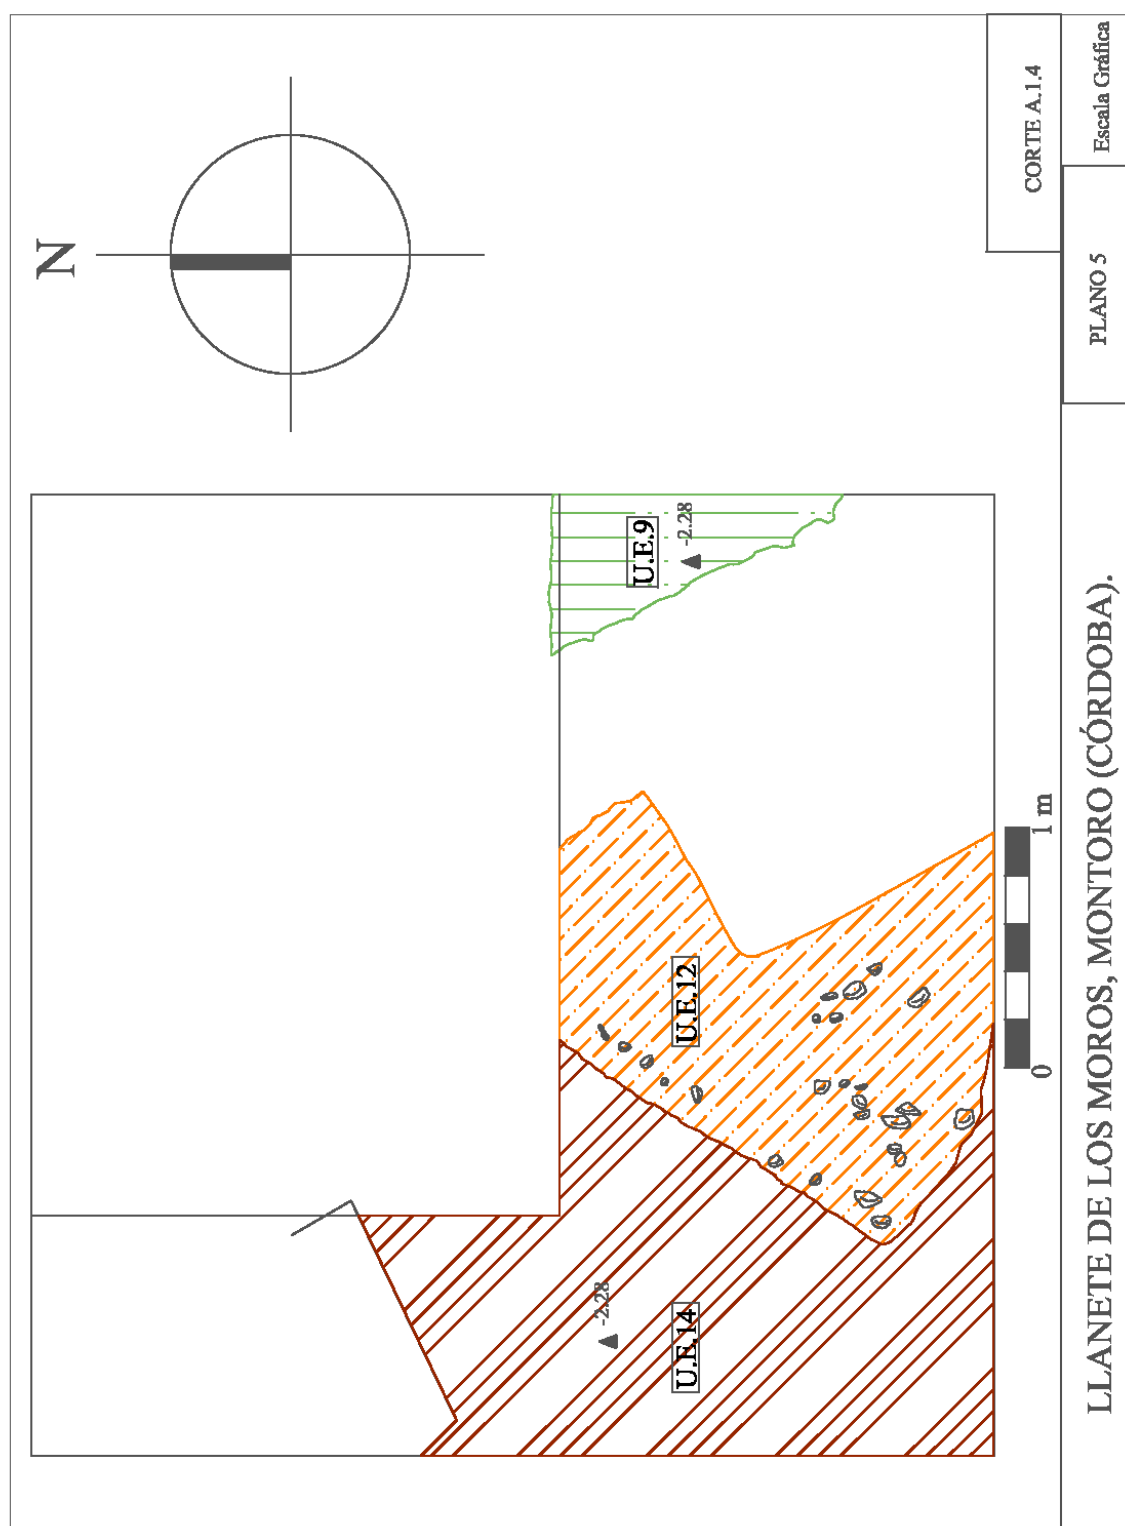 N
U.E.9
-2.28
U.E.12
U.E.14
-2.28
0
1 m
CORTE A.1.4
LLANETE DE LOS MOROS, MONTORO (CÓRDOBA).
PLANO 5
Escala Gráfica